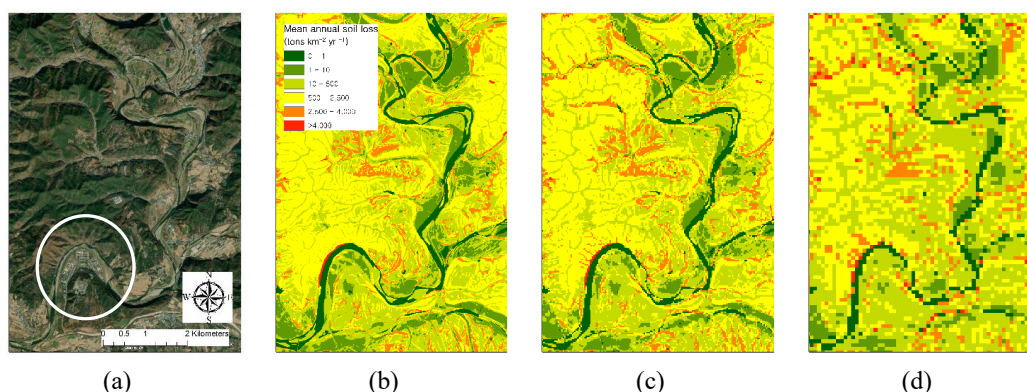 Mean annual soil loss
(tons km⁻² yr⁻¹)
0 – 1
1 – 10
10 – 500
500 – 2,500
2,500 – 4,000
>4,000
N
W E
S
0 0.5 1 2 Kilometers
(a) (b) (c) (d)